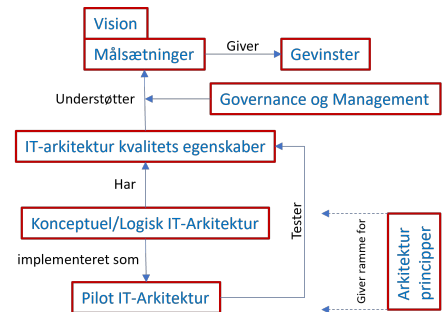 Vision
Målsætninger
Giver
Gevinster
Understøtter
Governance og Management
IT-arkitektur kvalitets egenskaber
Har
Konceptuel/Logisk IT-Arkitektur
implementeret som
Pilot IT-Arkitektur
Tester
Giver ramme for
Arkitektur
principper